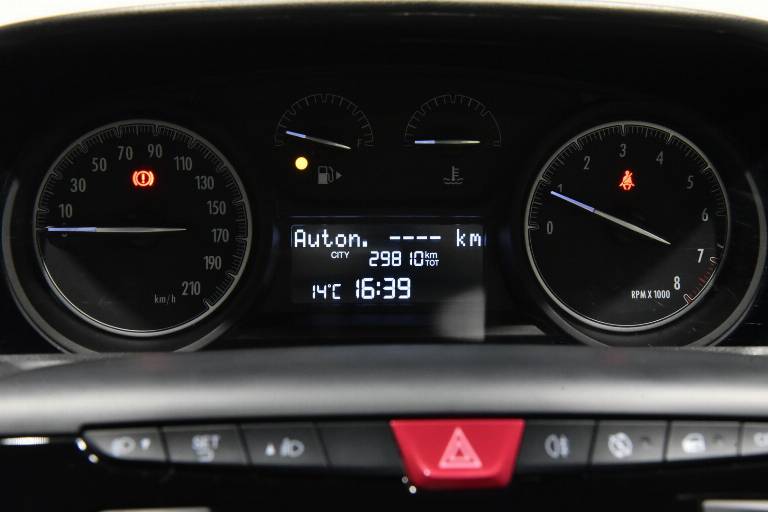 10 30 50 70 90 110 130 150 170 190 210
km/h
F
Auton. ---- km
CITY 29810 km TOT
14°C 16:39
0 1 2 3 4 5 6 7 8
RPM X 1000
SET